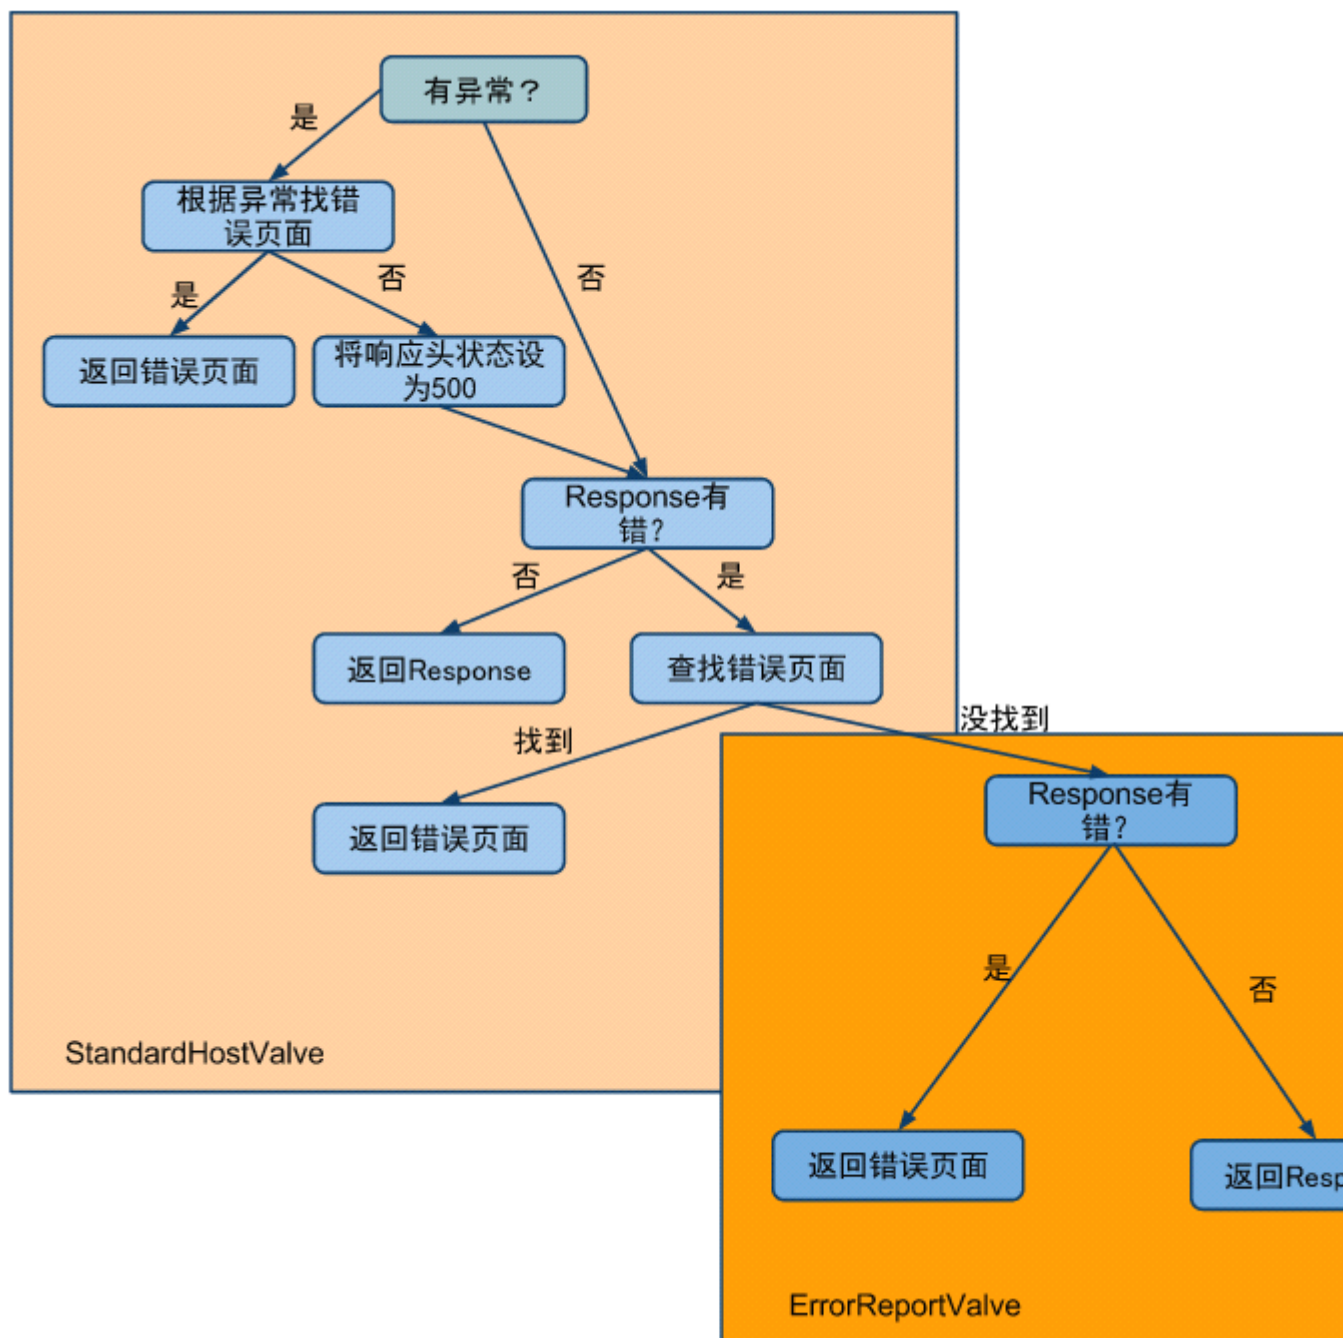 有异常？
是
根据异常找错
误页面
否
是
否
返回错误页面
将响应头状态设
为500
Response有
错?
否
是
返回Response
查找错误页面
没找到
找到
Response有
错?
返回错误页面
是
否
StandardHostValve
返回错误页面
返回Resp
ErrorReportValve